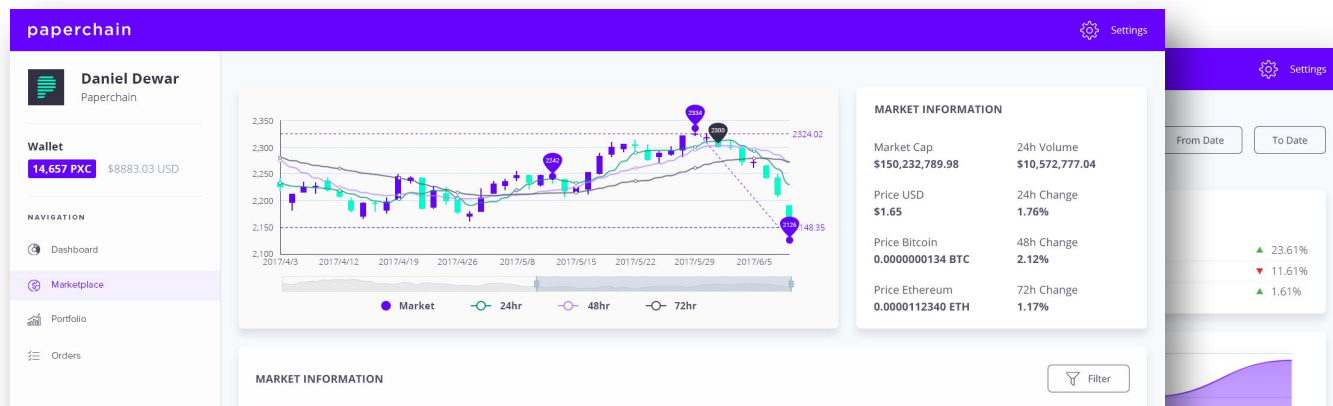 paperchain
Settings
Daniel Dewar
Paperchain
Wallet
14,657 PXC $8883.03 USD
NAVIGATION
Dashboard
Marketplace
Portfolio
Orders
2,350
2,300
2,250
2,200
2,150
2,100
2334
2300
2242
2126
2324.02
148.35
2017/4/3 2017/4/12 2017/4/19 2017/4/26 2017/5/8 2017/5/15 2017/5/22 2017/5/29 2017/6/5
Market 24hr 48hr 72hr
MARKET INFORMATION
Market Cap 24h Volume
$150,232,789.98 $10,572,777.04
Price USD 24h Change
$1.65 1.76%
Price Bitcoin 48h Change
0.0000000134 BTC 2.12%
Price Ethereum 72h Change
0.0000112340 ETH 1.17%
MARKET INFORMATION
Filter
Settings
From Date To Date
23.61%
11.61%
1.61%